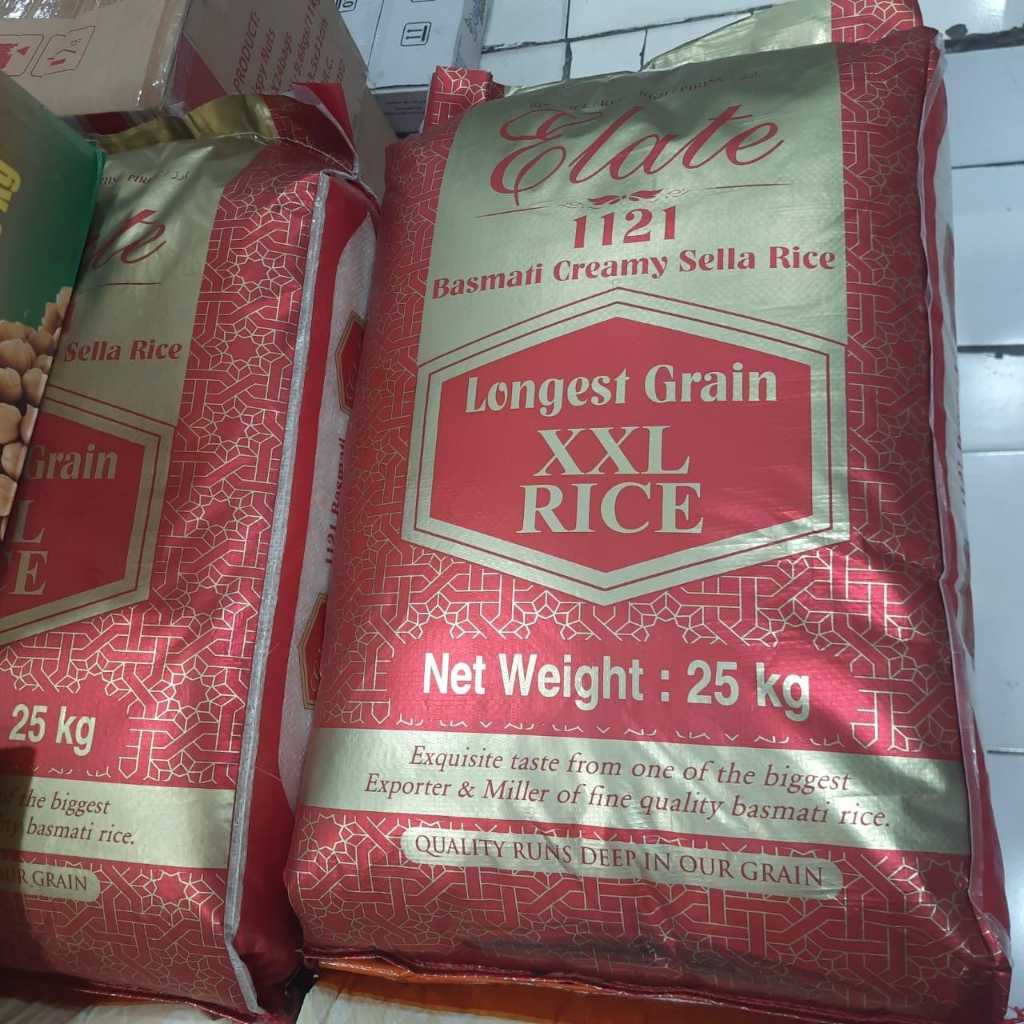 Elate
1121
Basmati Creamy Sella Rice
Longest Grain
XXL
RICE
Net Weight : 25 kg
Exquisite taste from one of the biggest
Exporter & Miller of fine quality basmati rice.
QUALITY RUNS DEEP IN OUR GRAIN
Sella Rice
Grain
25 kg
of the biggest
basmati rice.
OUR GRAIN
PRODUCT: